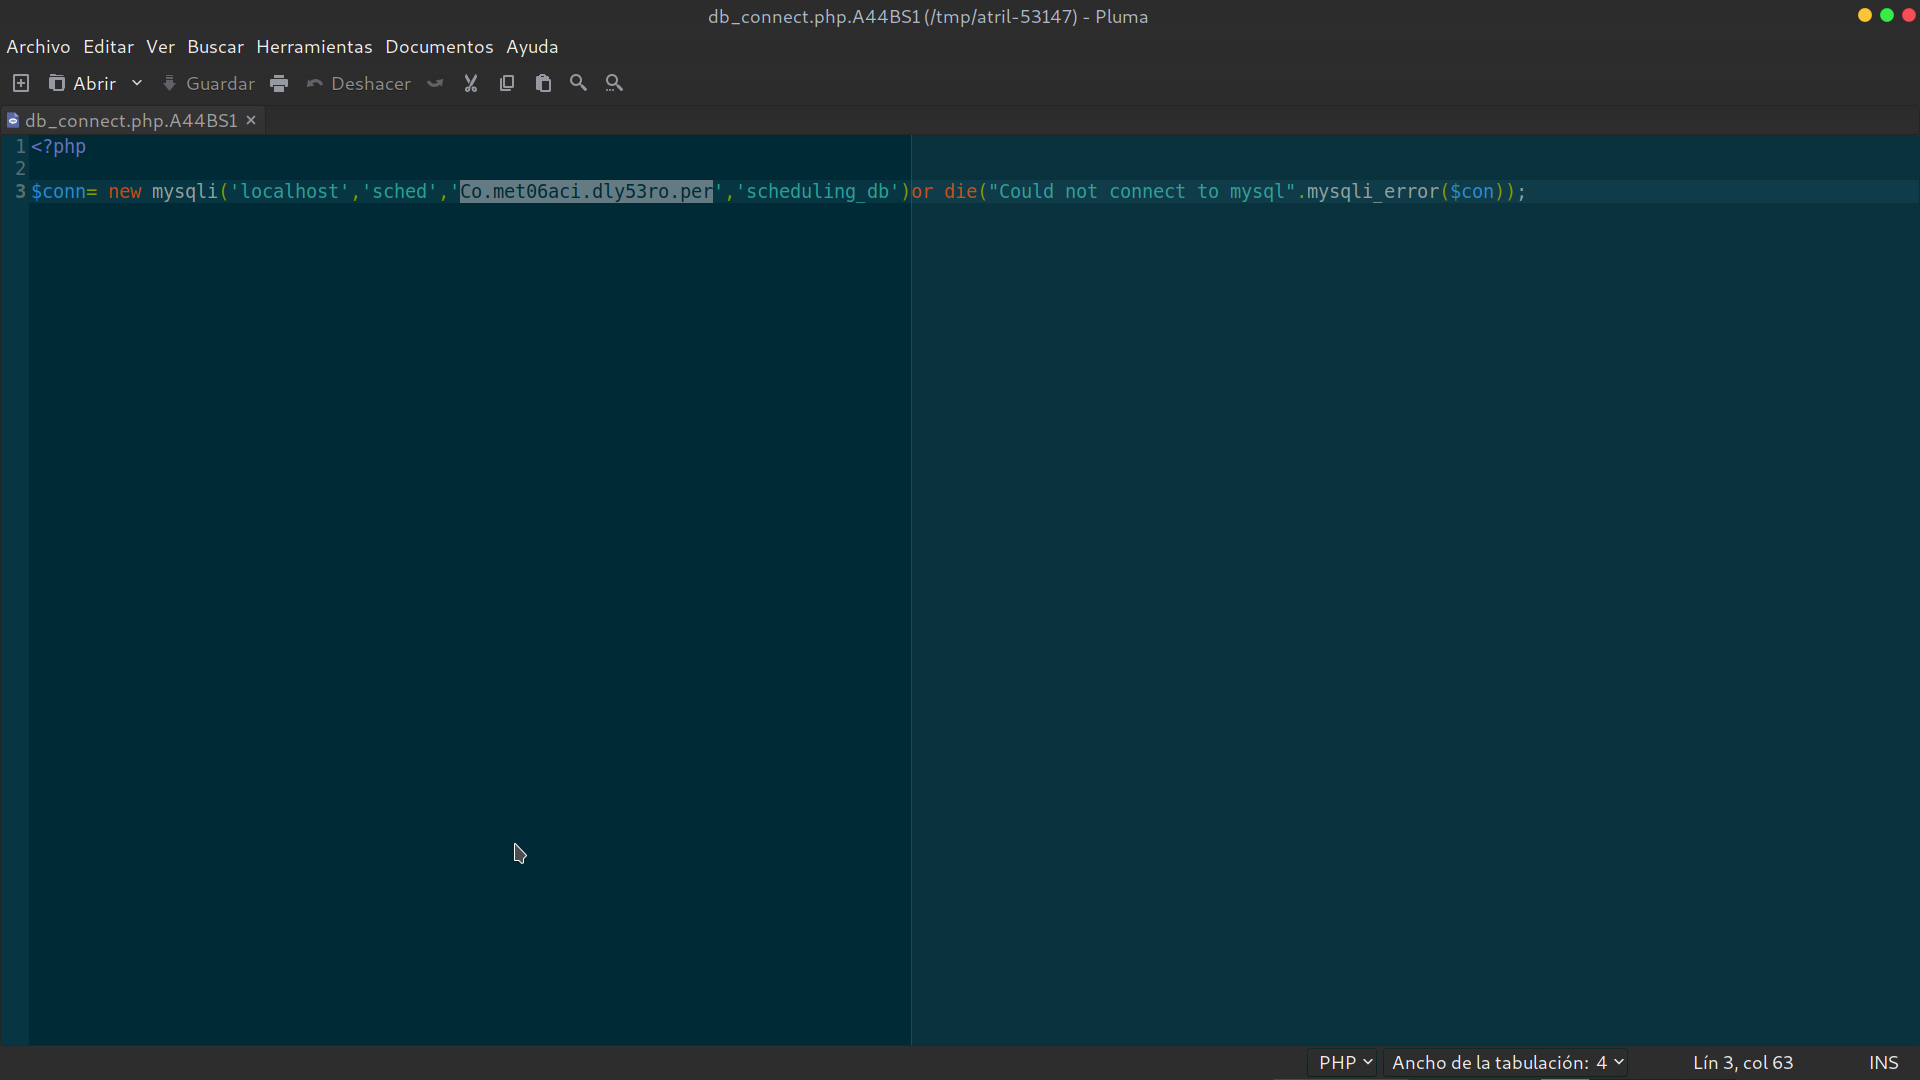 db_connect.php.A44BS1 (/tmp/atril-53147) - Pluma
Archivo Editar Ver Buscar Herramientas Documentos Ayuda
Abrir Guardar Deshacer
db_connect.php.A44BS1
1 <?php
2
3 $conn= new mysqli('localhost','sched','Co.met06aci.dly53ro.per','scheduling_db')or die("Could not connect to mysql".mysqli_error($con));
PHP Ancho de la tabulación: 4 Lín 3, col 63 INS